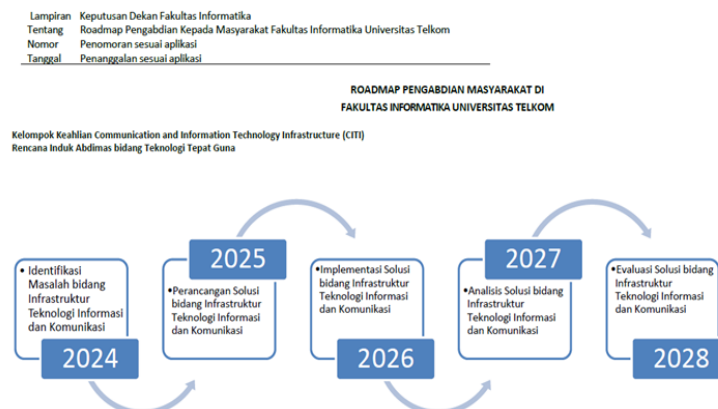 Lampiran Keputusan Dekan Fakultas Informatika
Tentang Roadmap Pengabdian Kepada Masyarakat Fakultas Informatika Universitas Telkom
Nomor Penomoran sesuai aplikasi
Tanggal Penanggalan sesuai aplikasi
ROADMAP PENGABDIAN MASYARAKAT DI
FAKULTAS INFORMATIKA UNIVERSITAS TELKOM
Kelompok Keahlian Communication and Information Technology Infrastructure (CITI)
Rencana Induk Abdimas bidang Teknologi Tepat Guna
• Identifikasi
Masalah bidang
Infrastruktur
Teknologi Informasi
dan Komunikasi
2024
2025
•Perancangan Solusi
bidang Infrastruktur
Teknologi Informasi
dan Komunikasi
•Implementasi Solusi
bidang Infrastruktur
Teknologi Informasi
dan Komunikasi
2026
2027
•Analisis Solusi bidang
Infrastruktur
Teknologi Informasi
dan Komunikasi
•Evaluasi Solusi bidang
Infrastruktur
Teknologi Informasi
dan Komunikasi
2028